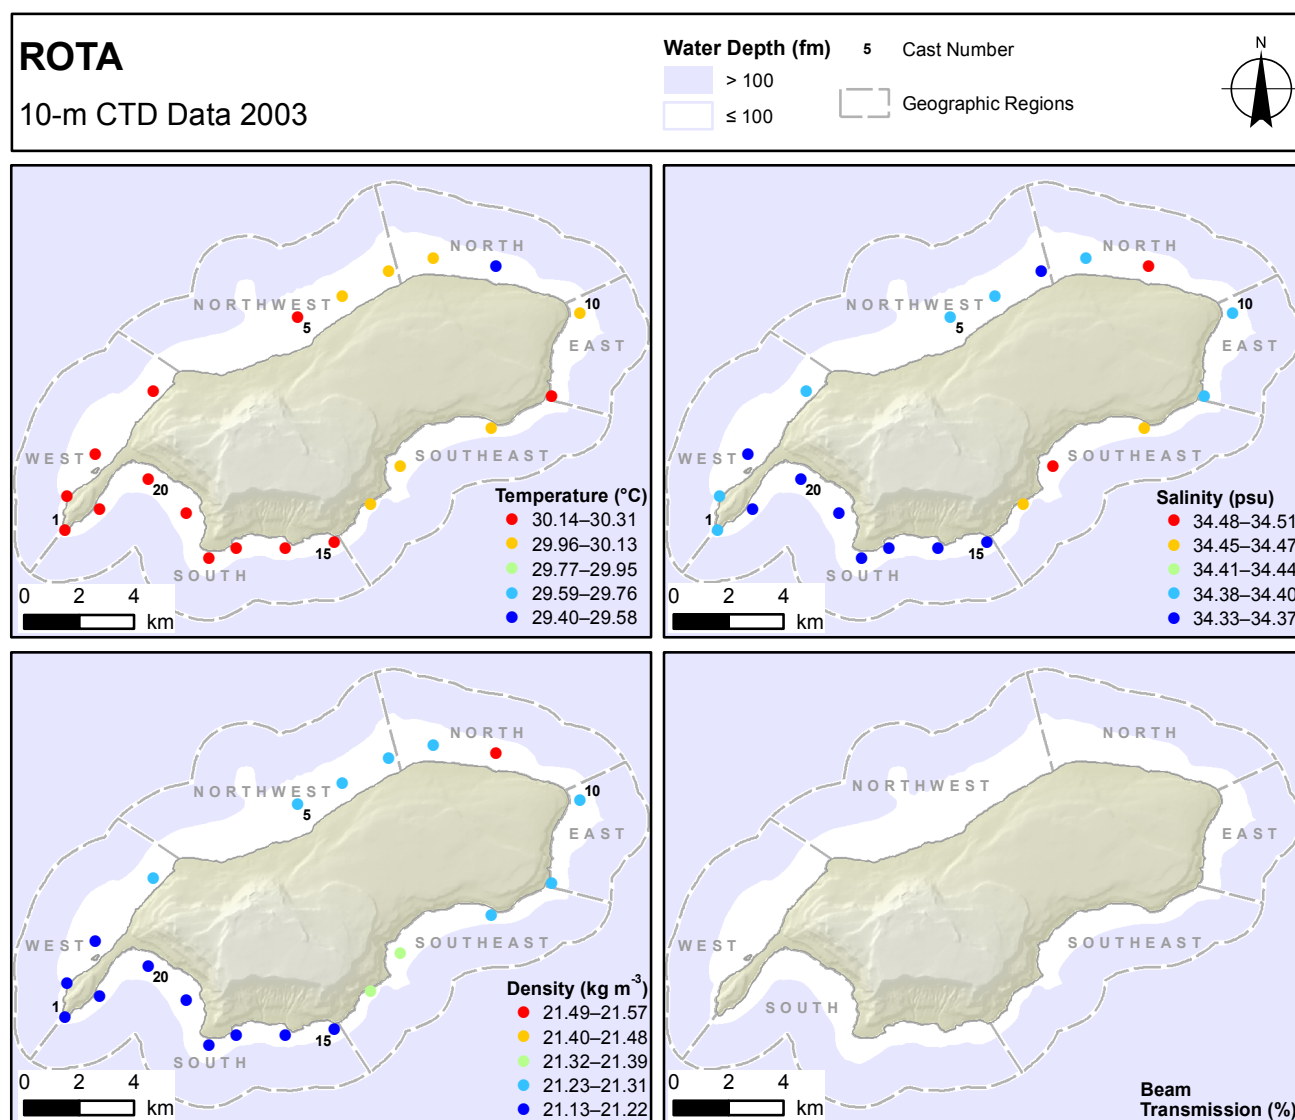 ROTA
10-m CTD Data 2003
Water Depth (fm)
> 100
≤ 100
5 Cast Number
Geographic Regions
N
NORTH
NORTHWEST
5
10
EAST
SOUTHEAST
WEST
20
1
15
SOUTH
Temperature (°C)
30.14–30.31
29.96–30.13
29.77–29.95
29.59–29.76
29.40–29.58
0 2 4
km
NORTH
NORTHWEST
5
10
EAST
SOUTHEAST
WEST
20
1
15
SOUTH
Salinity (psu)
34.48–34.51
34.45–34.47
34.41–34.44
34.38–34.40
34.33–34.37
0 2 4
km
NORTH
NORTHWEST
5
10
EAST
SOUTHEAST
WEST
20
1
15
SOUTH
Density (kg m⁻³)
21.49–21.57
21.40–21.48
21.32–21.39
21.23–21.31
21.13–21.22
0 2 4
km
NORTH
NORTHWEST
EAST
SOUTHEAST
WEST
SOUTH
Beam
Transmission (%)
0 2 4
km